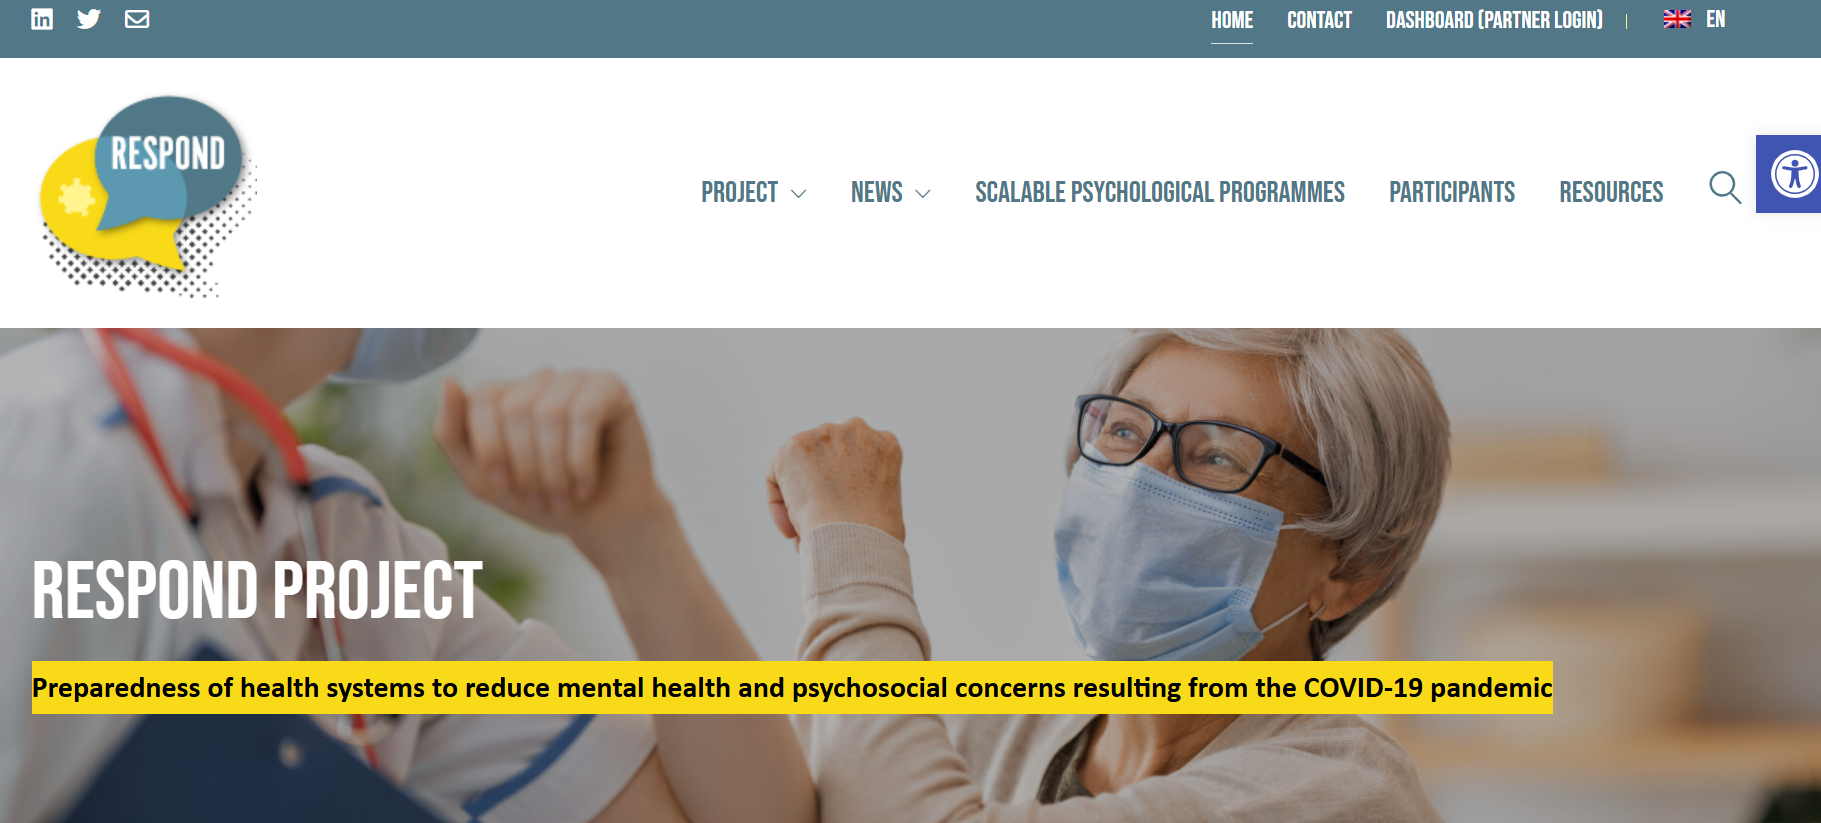 HOME
CONTACT
DASHBOARD (PARTNER LOGIN)
EN
RESPOND
PROJECT
NEWS
SCALABLE PSYCHOLOGICAL PROGRAMMES
PARTICIPANTS
RESOURCES
RESPOND PROJECT
Preparedness of health systems to reduce mental health and psychosocial concerns resulting from the COVID-19 pandemic